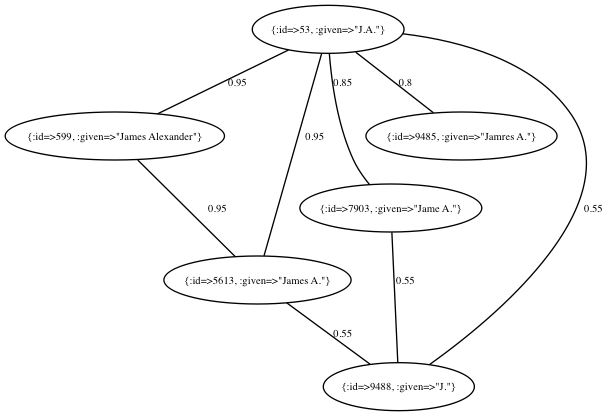 {:id=>53, :given=>"J.A."}
0.95
0.85
0.8
{:id=>599, :given=>"James Alexander"}
0.95
{:id=>9485, :given=>"Jamres A."}
0.95
{:id=>7903, :given=>"Jame A."}
0.55
{:id=>5613, :given=>"James A."}
0.55
0.55
{:id=>9488, :given=>"J."}